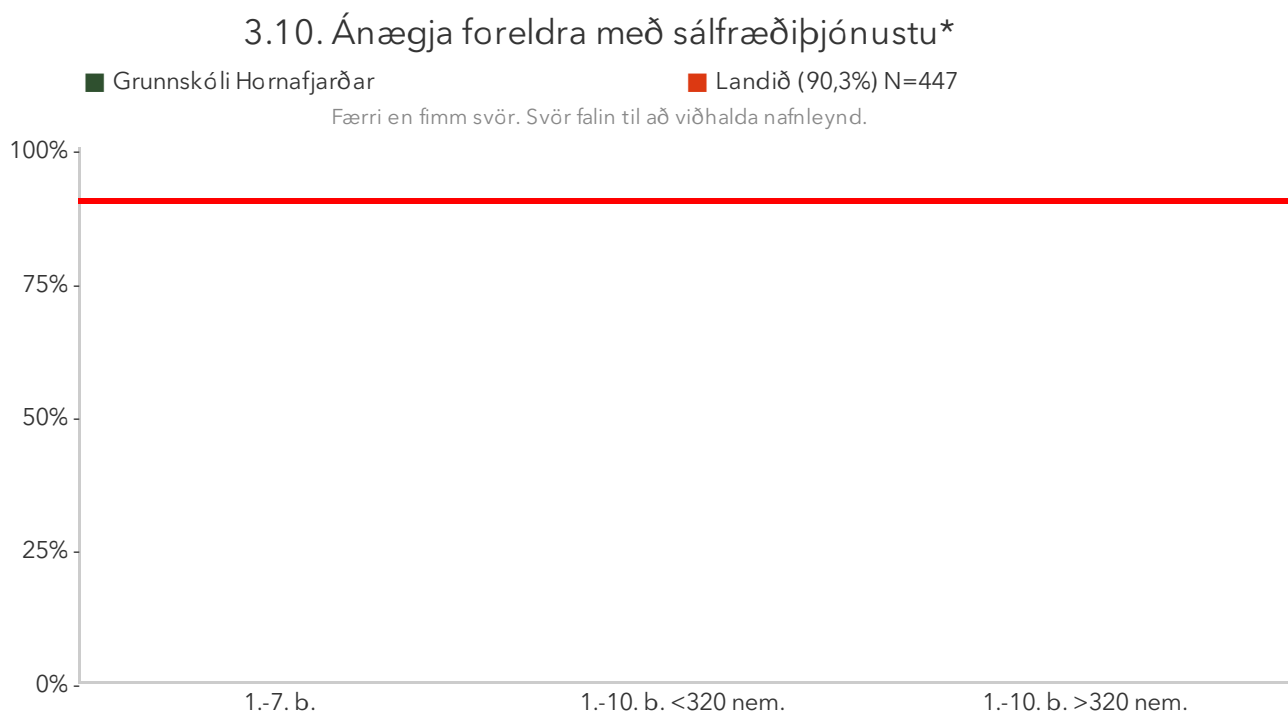 3.10. Ánægja foreldra með sálfræðiþjónustu*
Grunnskóli Hornafjarðar
Landið (90,3%) N=447
Færri en fimm svör. Svör falin til að viðhalda nafnleynd.
100%
75%
50%
25%
0%
1.-7. b.
1.-10. b. <320 nem.
1.-10. b. >320 nem.